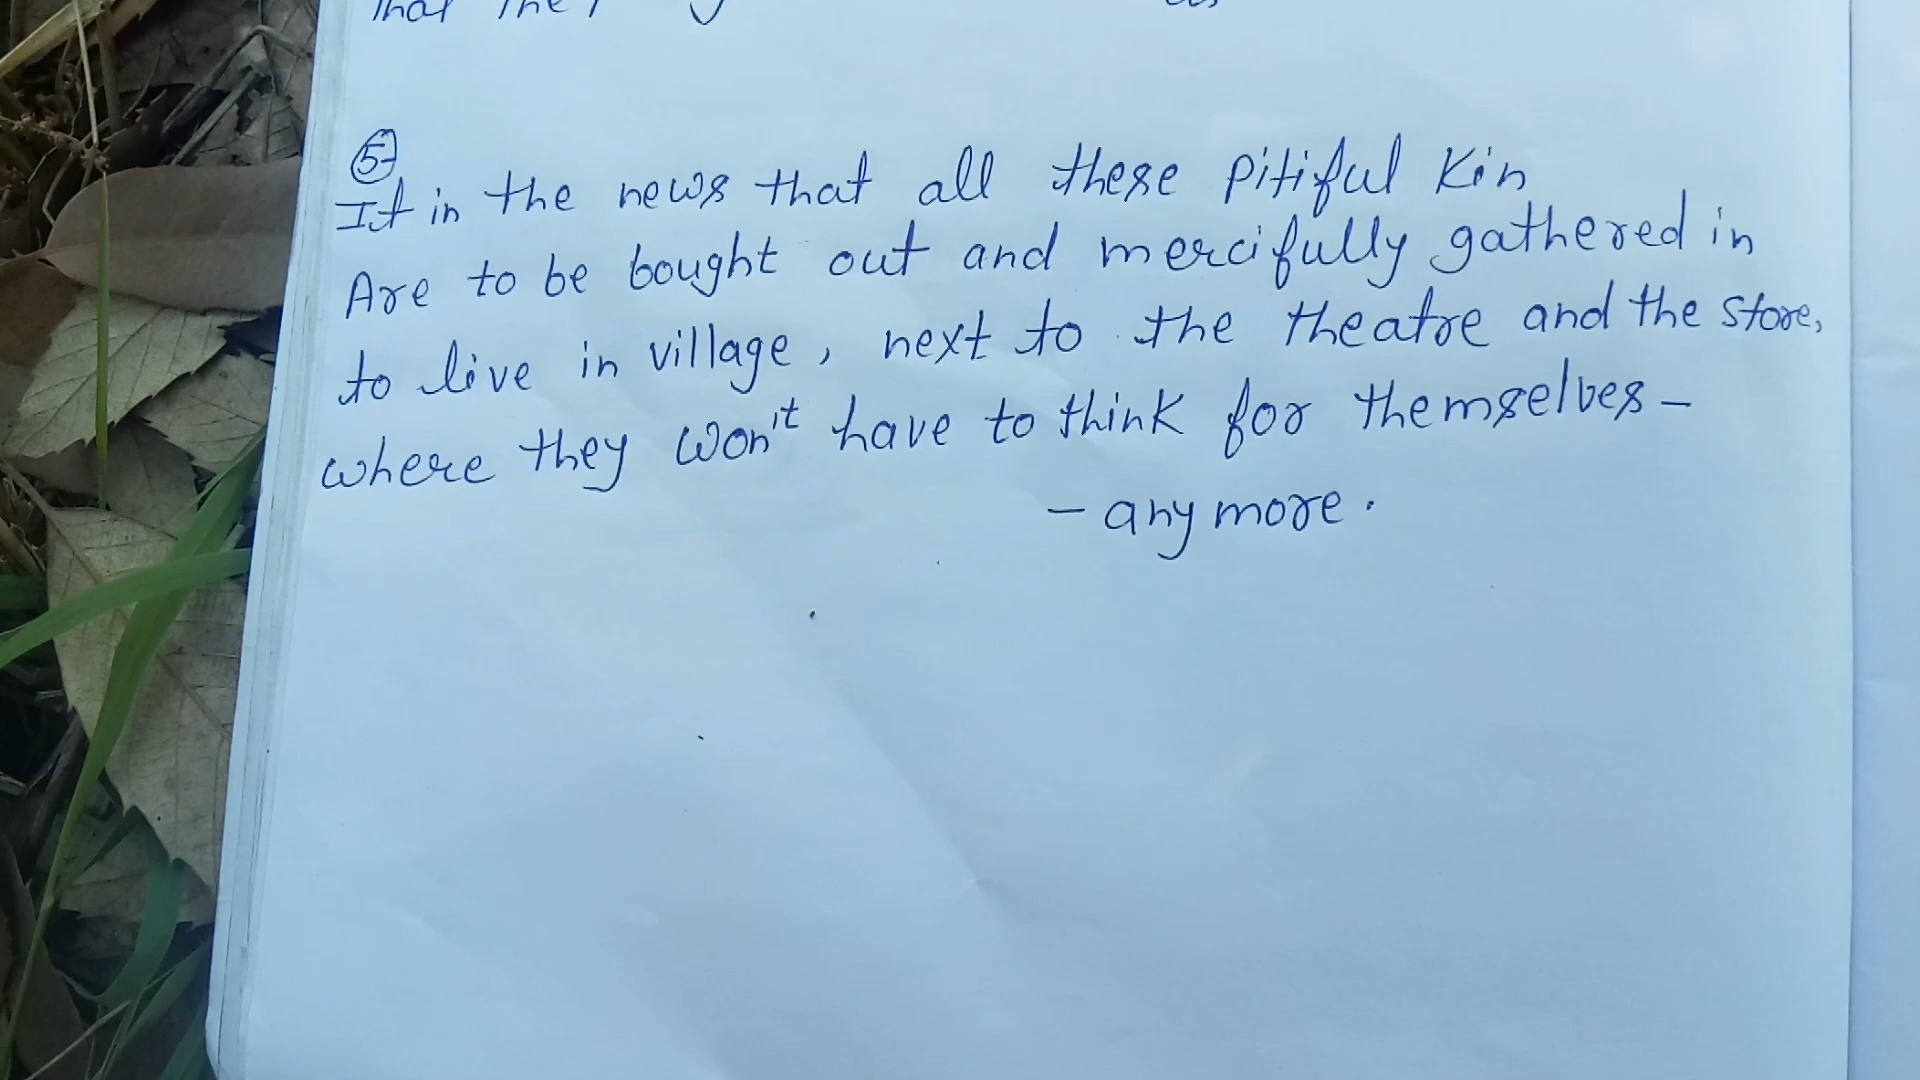 that the
⑤
It in the news that all these pitiful kin
Are to be bought out and mercifully gathered in
to live in village, next to the theatre and the store,
where they won't have to think for themselves -
- any more.